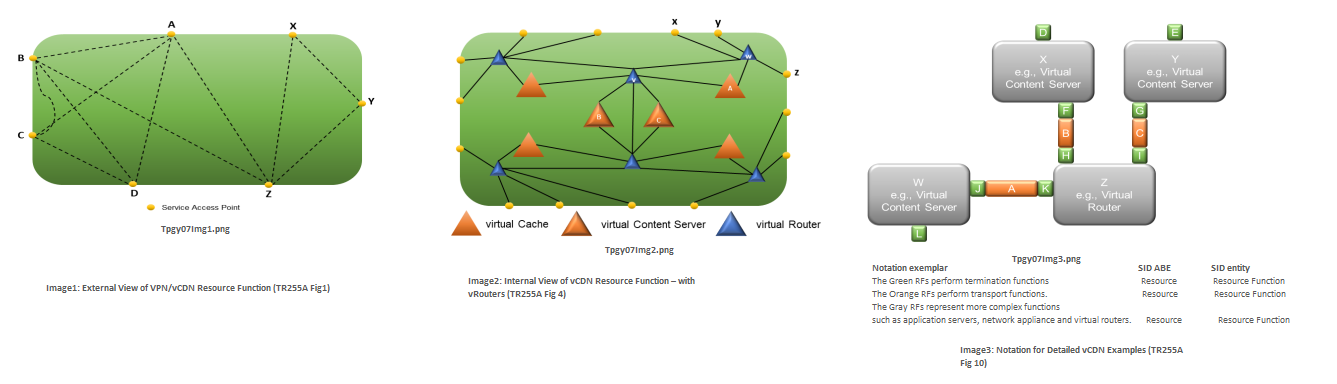 A
X
B
Y
C
D
Z
Service Access Point
Tpgy07Img1.png
Image1: External View of VPN/vCDN Resource Function (TR255A Fig1)
x
y
w
z
v
A
B
C
virtual Cache
virtual Content Server
virtual Router
Tpgy07Img2.png
Image2: Internal View of vCDN Resource Function – with
vRouters (TR255A Fig 4)
D
E
X
e.g., Virtual
Content Server
Y
e.g., Virtual
Content Server
F
G
B
C
H
I
W
e.g., Virtual
Content Server
J
A
K
Z
e.g., Virtual
Router
L
Tpgy07Img3.png
Notation exemplar SID ABE SID entity
The Green RFs perform termination functions Resource Resource Function
The Orange RFs perform transport functions. Resource Resource Function
The Gray RFs represent more complex functions
such as application servers, network appliance and virtual routers. Resource Resource Function
Image3: Notation for Detailed vCDN Examples (TR255A
Fig 10)